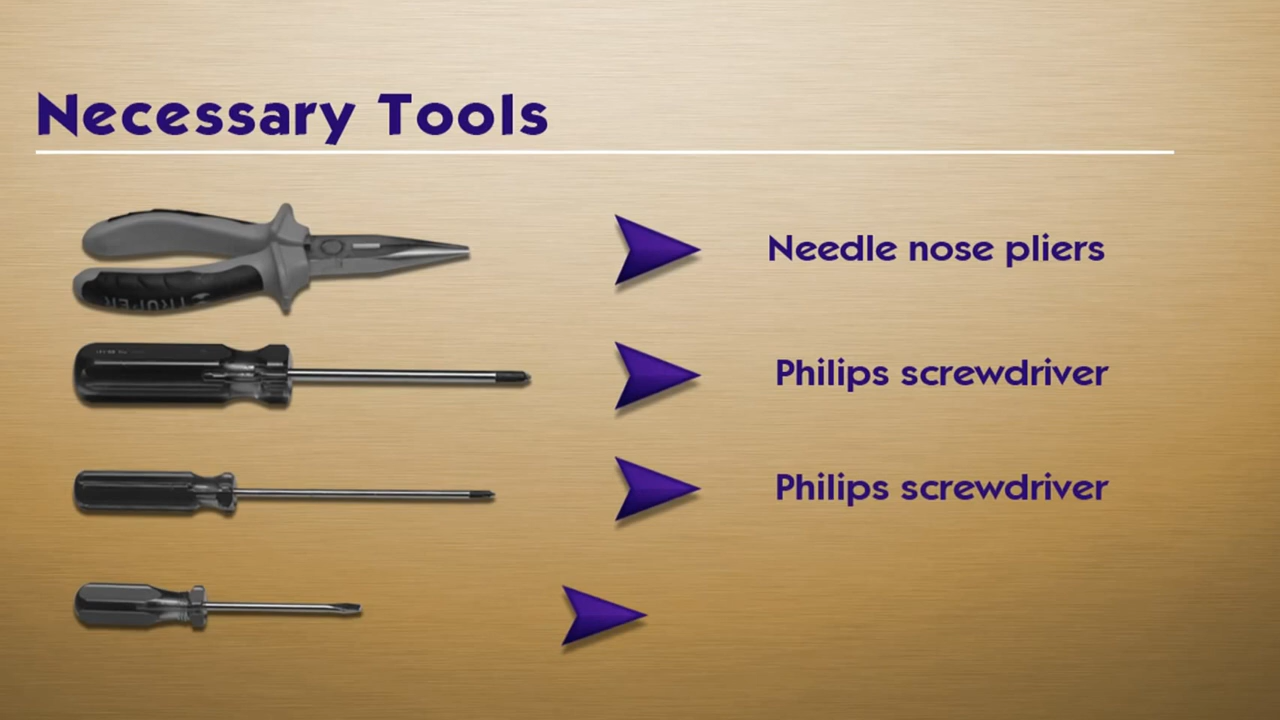 Necessary Tools
Needle nose pliers
Philips screwdriver
Philips screwdriver